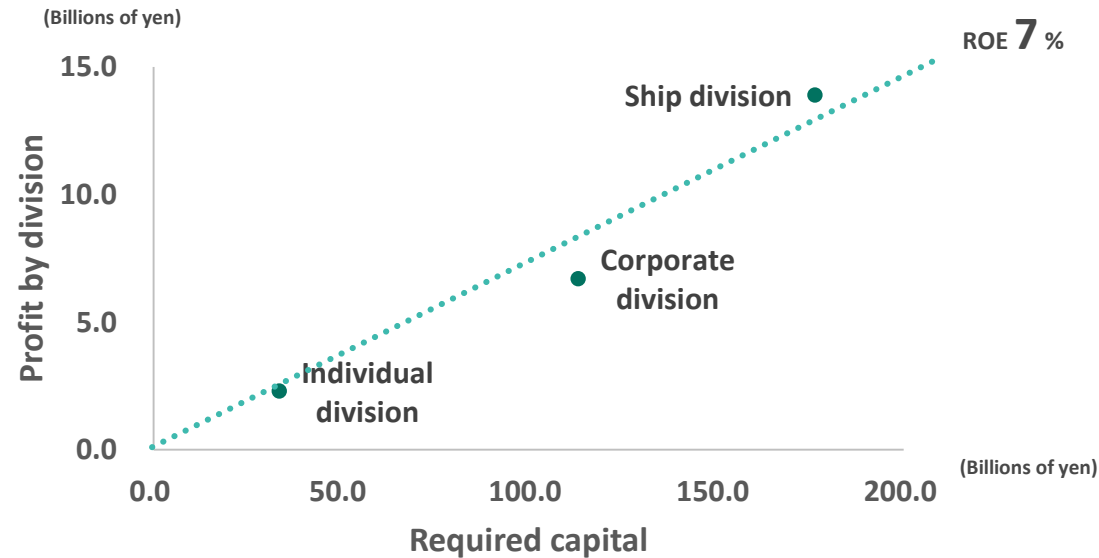 (Billions of yen)
ROE 7 %
15.0
Ship division
10.0
Profit by division
Corporate
division
5.0
Individual
division
0.0
(Billions of yen)
0.0 50.0 100.0 150.0 200.0
Required capital